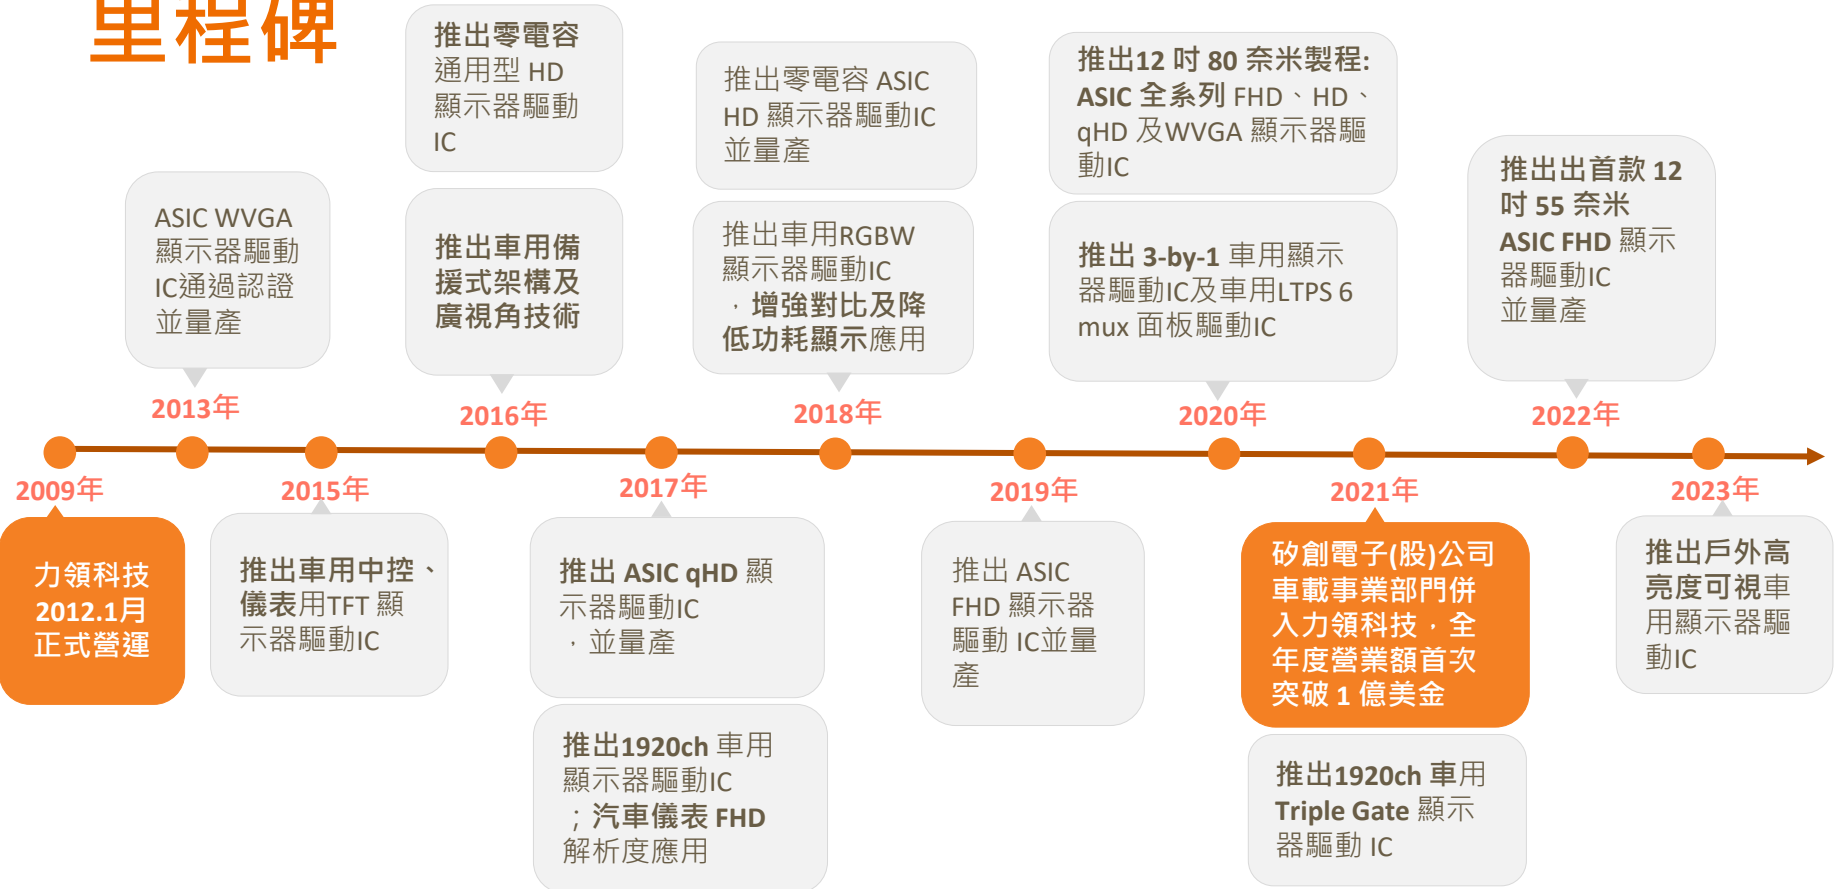 里程碑
推出零電容
通用型 HD
顯示器驅動
IC
推出零電容 ASIC
HD 顯示器驅動IC
並量產
推出12 吋 80 奈米製程:
ASIC 全系列 FHD、HD、
qHD 及WVGA 顯示器驅
動IC
推出出首款 12
吋 55 奈米
ASIC FHD 顯示
器驅動IC
並量產
ASIC WVGA
顯示器驅動
IC通過認證
並量產
推出車用備
援式架構及
廣視角技術
推出車用RGBW
顯示器驅動IC
，增強對比及降
低功耗顯示應用
推出 3-by-1 車用顯示
器驅動IC及車用LTPS 6
mux 面板驅動IC
2013年
2016年
2018年
2020年
2022年
2009年
2015年
2017年
2019年
2021年
2023年
力領科技
2012.1月
正式營運
推出車用中控、
儀表用TFT 顯
示器驅動IC
推出 ASIC qHD 顯
示器驅動IC
，並量產
推出 ASIC
FHD 顯示器
驅動 IC並量
產
矽創電子(股)公司
車載事業部門併
入力領科技，全
年度營業額首次
突破 1 億美金
推出戶外高
亮度可視車
用顯示器驅
動IC
推出1920ch 車用
顯示器驅動IC
；汽車儀表 FHD
解析度應用
推出1920ch 車用
Triple Gate 顯示
器驅動 IC